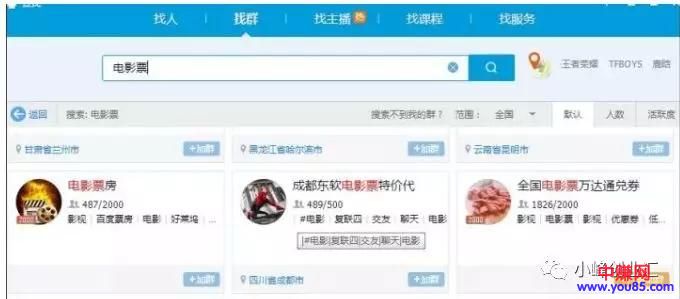 找人 找群 找主播 热 找课程 找服务
电影票 王者荣耀 TFBOYS 鹿晗
返回 搜索: 电影票 搜索不到我的群？ 范围： 全国 默认 人数 活跃度
甘肃省兰州市 +加群 黑龙江省哈尔滨市 +加群 云南省昆明市 +加群
电影票房 成都东软电影票特价代 全国电影票万达通兑券
487/2000 489/500 1826/2000
影视 | 百度票房 | 电影 | 好莱坞 | ... |#电影|复联四|交友|聊天|电影 影视 | 电影票 | 影视 | 优惠券 | 低...
2000 2000
|#电影|复联四|交友|聊天|电影
+加群 四川省成都市 +加群
中赚网
www.you85.com